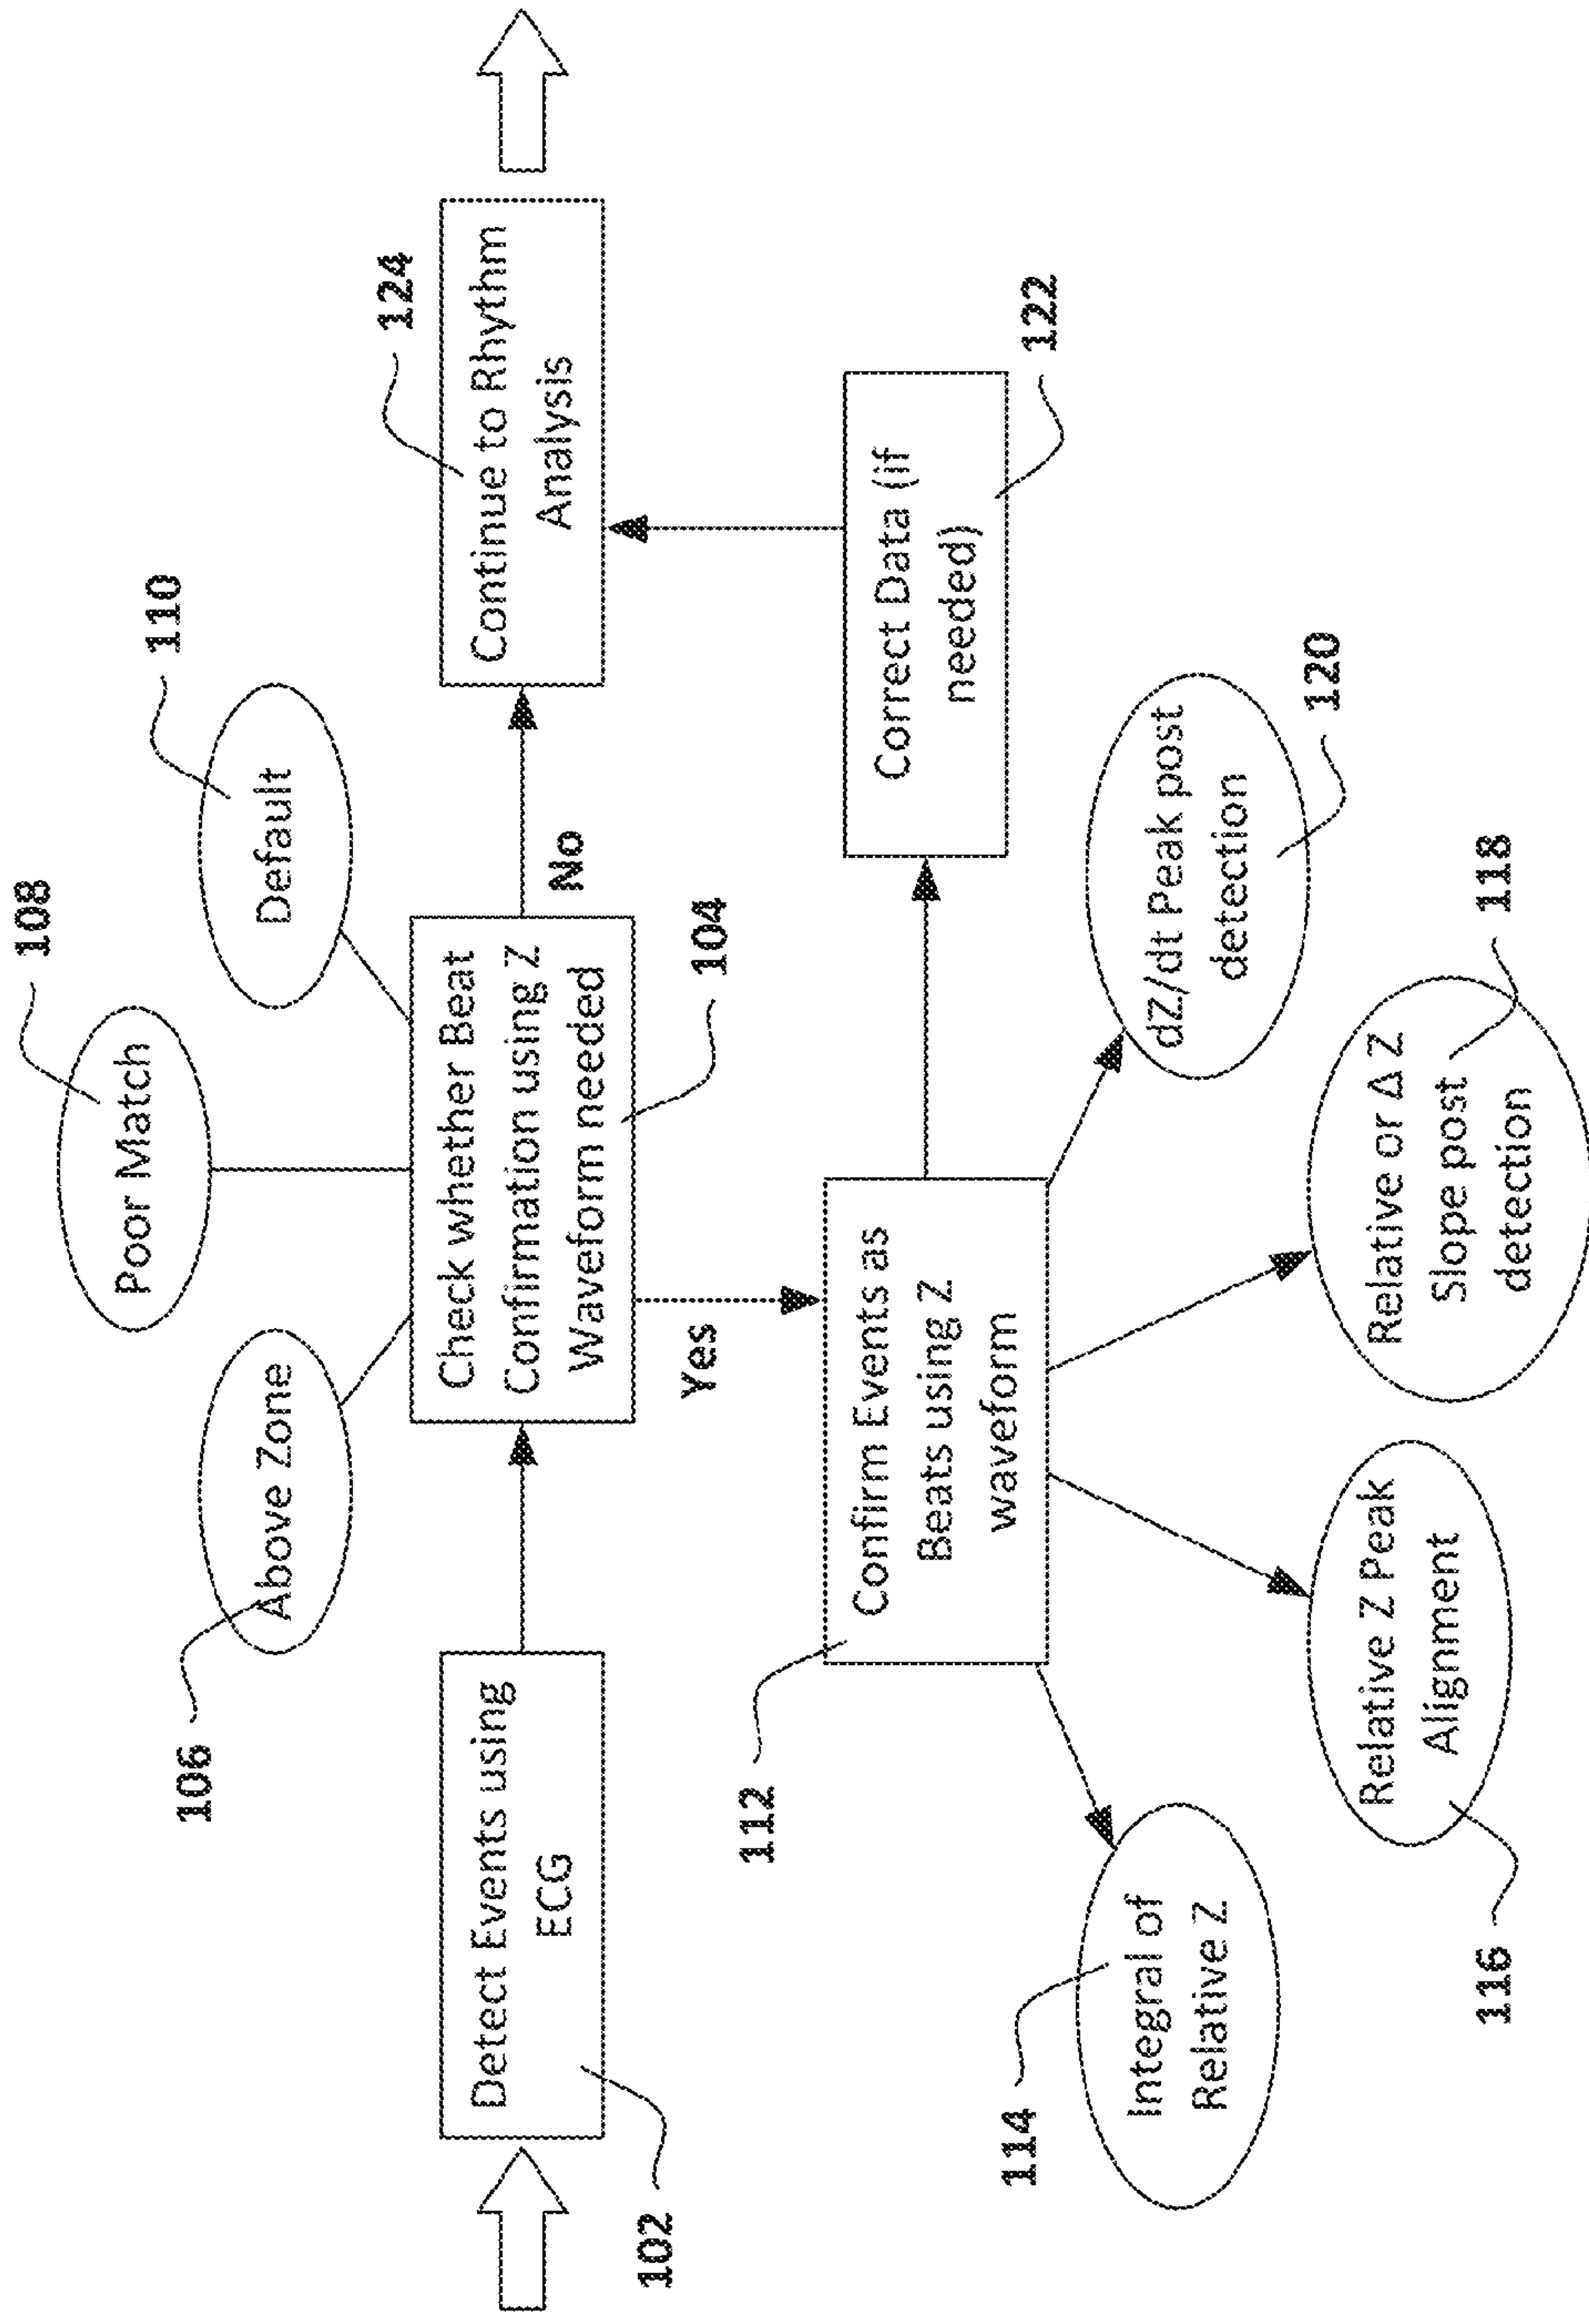 108
110
106
124
Poor Match
Above Zone
Default
Detect Events using
ECG
Check whether Beat
Confirmation using Z
Waveform needed
Continue to Rhythm
Analysis
102
104
No
Yes
112
122
Confirm Events as
Beats using Z
waveform
Correct Data (if
needed)
114
Integral of
Relative Z
Relative Z Peak
Alignment
Relative or Δ Z
Slope post
detection
dZ/dt Peak post
detection
116
118
120